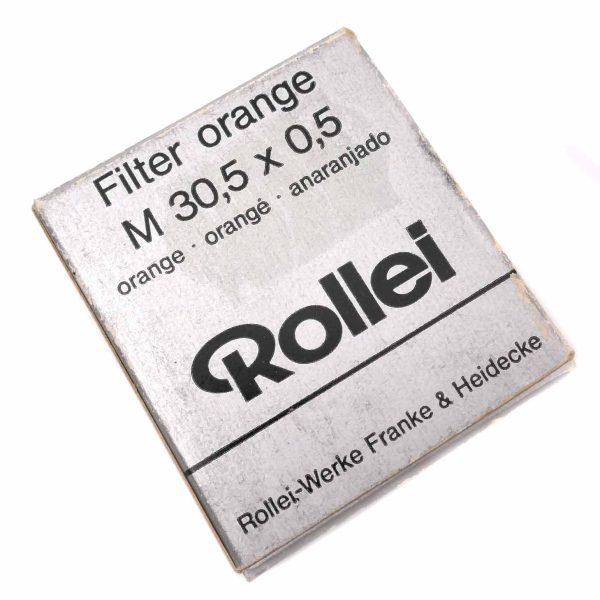 Filter orange
M 30,5 x 0,5
orange · orangé · anaranjado
Rollei
Rollei-Werke Franke & Heidecke